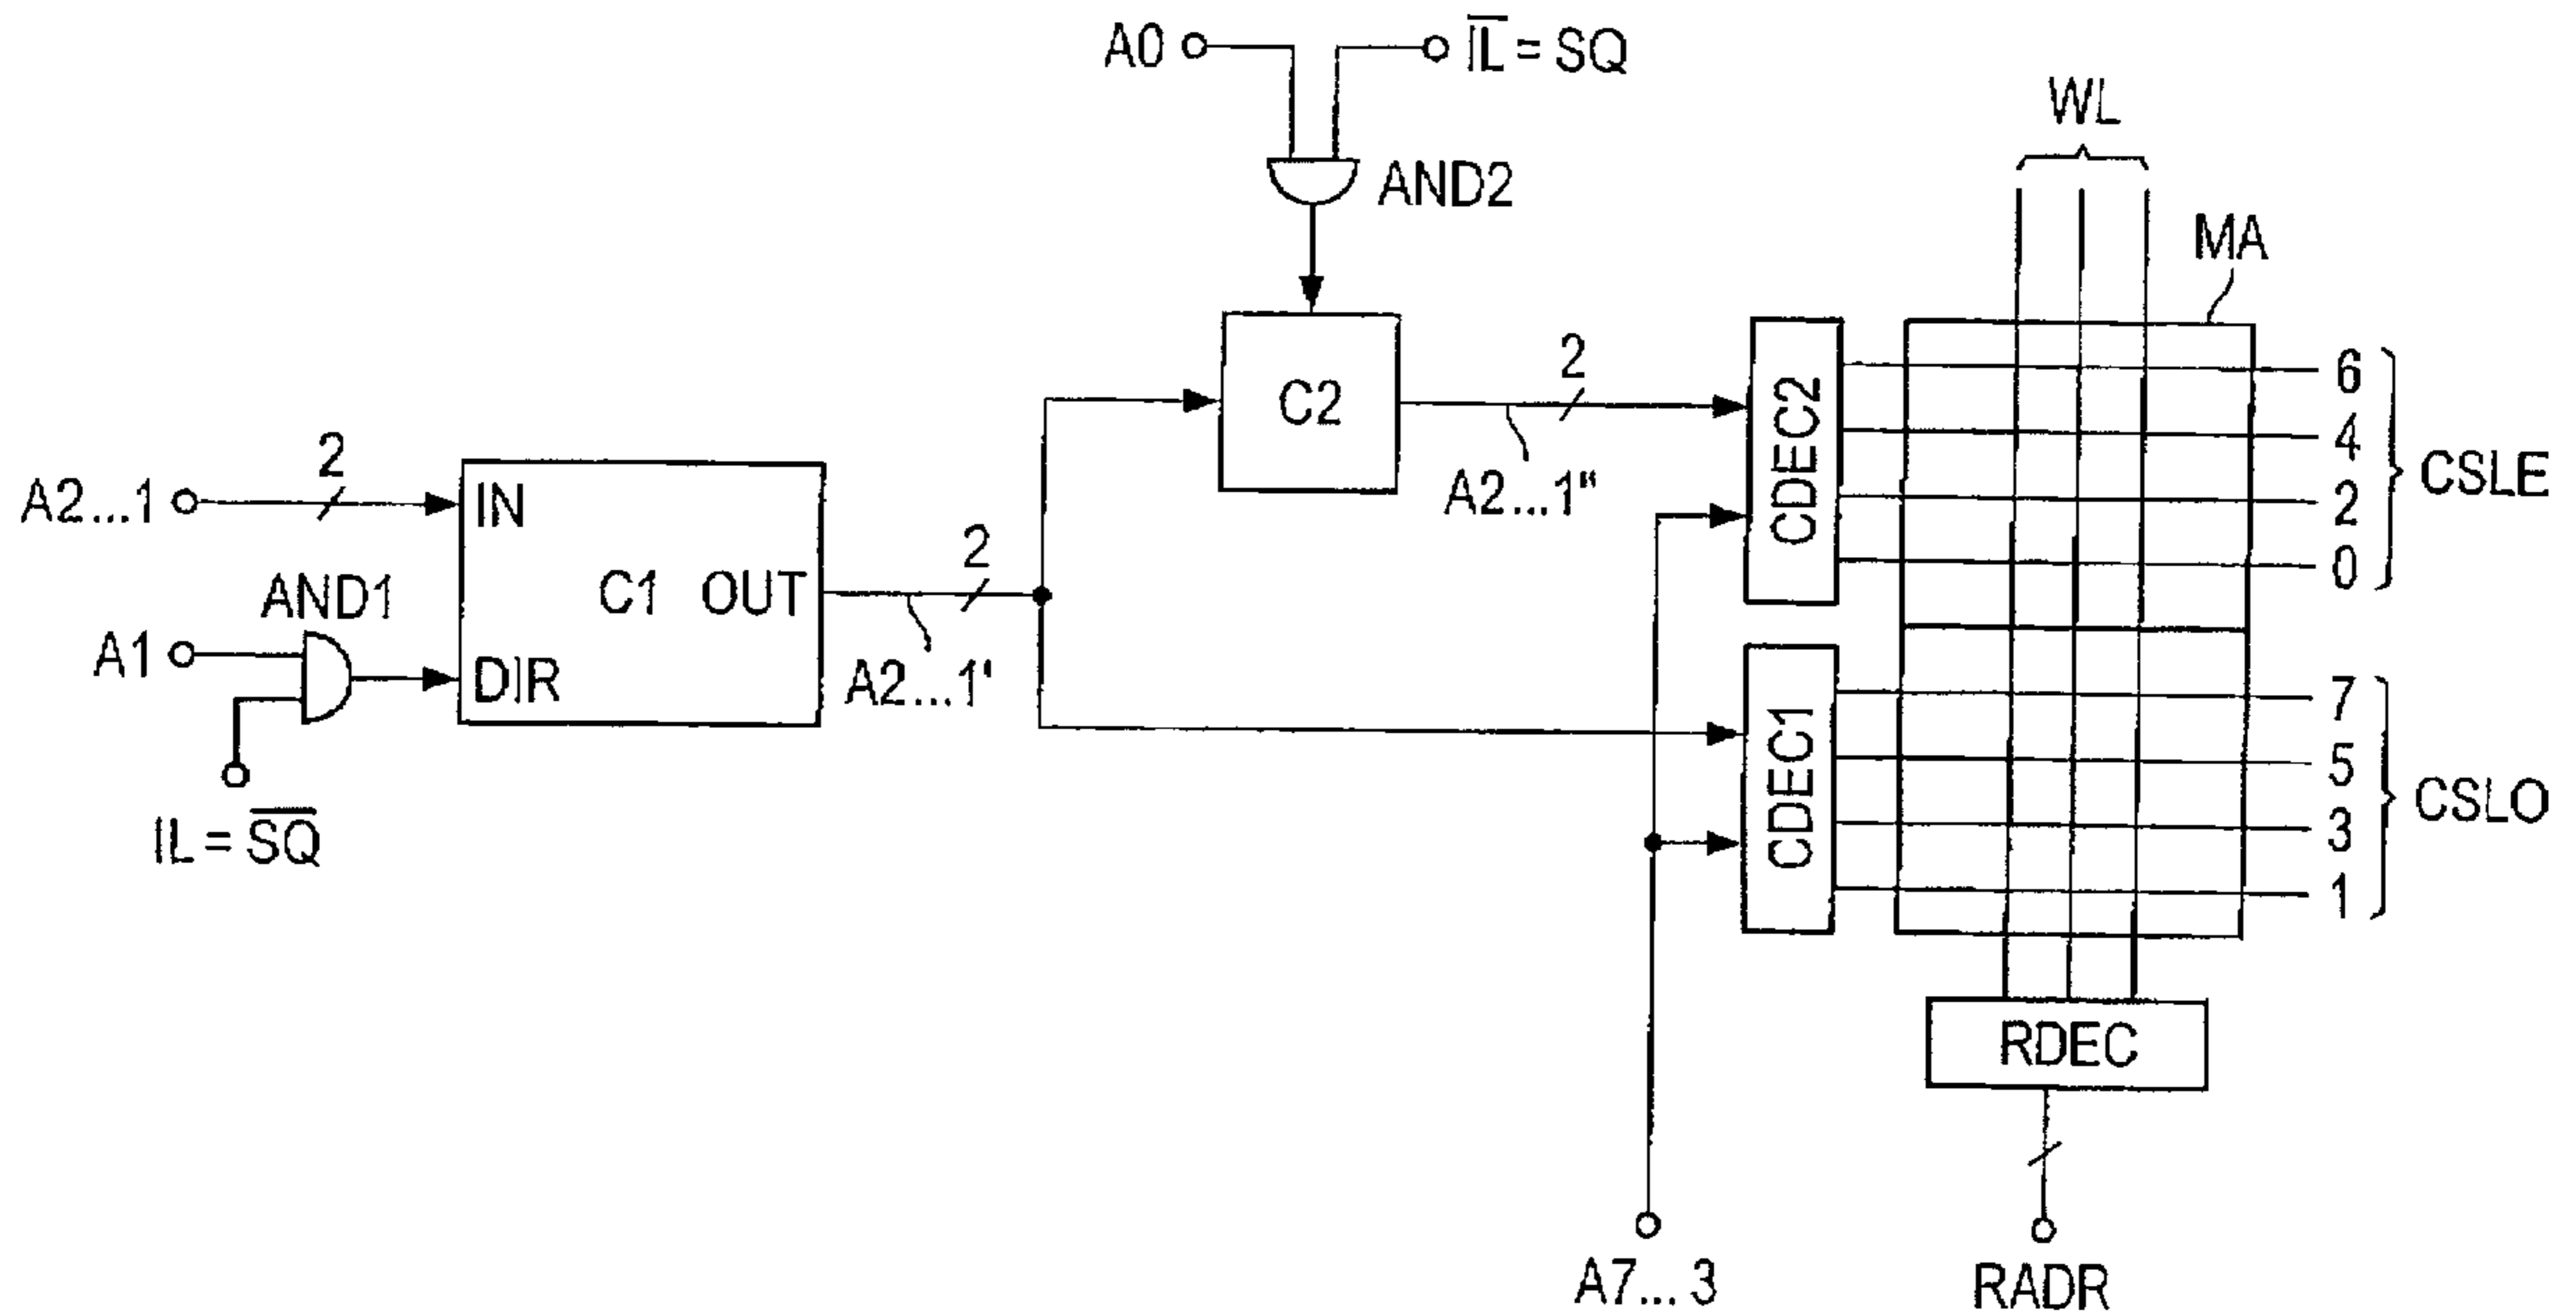 A0
I̅L̅ = SQ
WL
AND2
MA
C2
2
A2...1"
CDEC2
6
4
2
0
CSLE
A2...1
2
IN
C1
OUT
DIR
AND1
A1
IL = S̅Q̅
2
A2...1'
CDEC1
7
5
3
1
CSLO
RDEC
A7...3
RADR